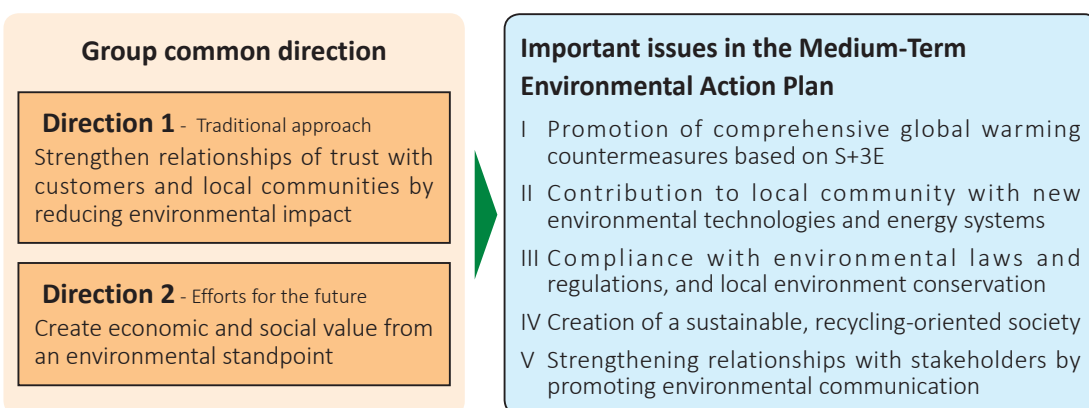 Group common direction
Direction 1 - Traditional approach
Strengthen relationships of trust with
customers and local communities by
reducing environmental impact
Direction 2 - Efforts for the future
Create economic and social value from
an environmental standpoint
Important issues in the Medium-Term
Environmental Action Plan
I Promotion of comprehensive global warming
countermeasures based on S+3E
II Contribution to local community with new
environmental technologies and energy systems
III Compliance with environmental laws and
regulations, and local environment conservation
IV Creation of a sustainable, recycling-oriented society
V Strengthening relationships with stakeholders by
promoting environmental communication